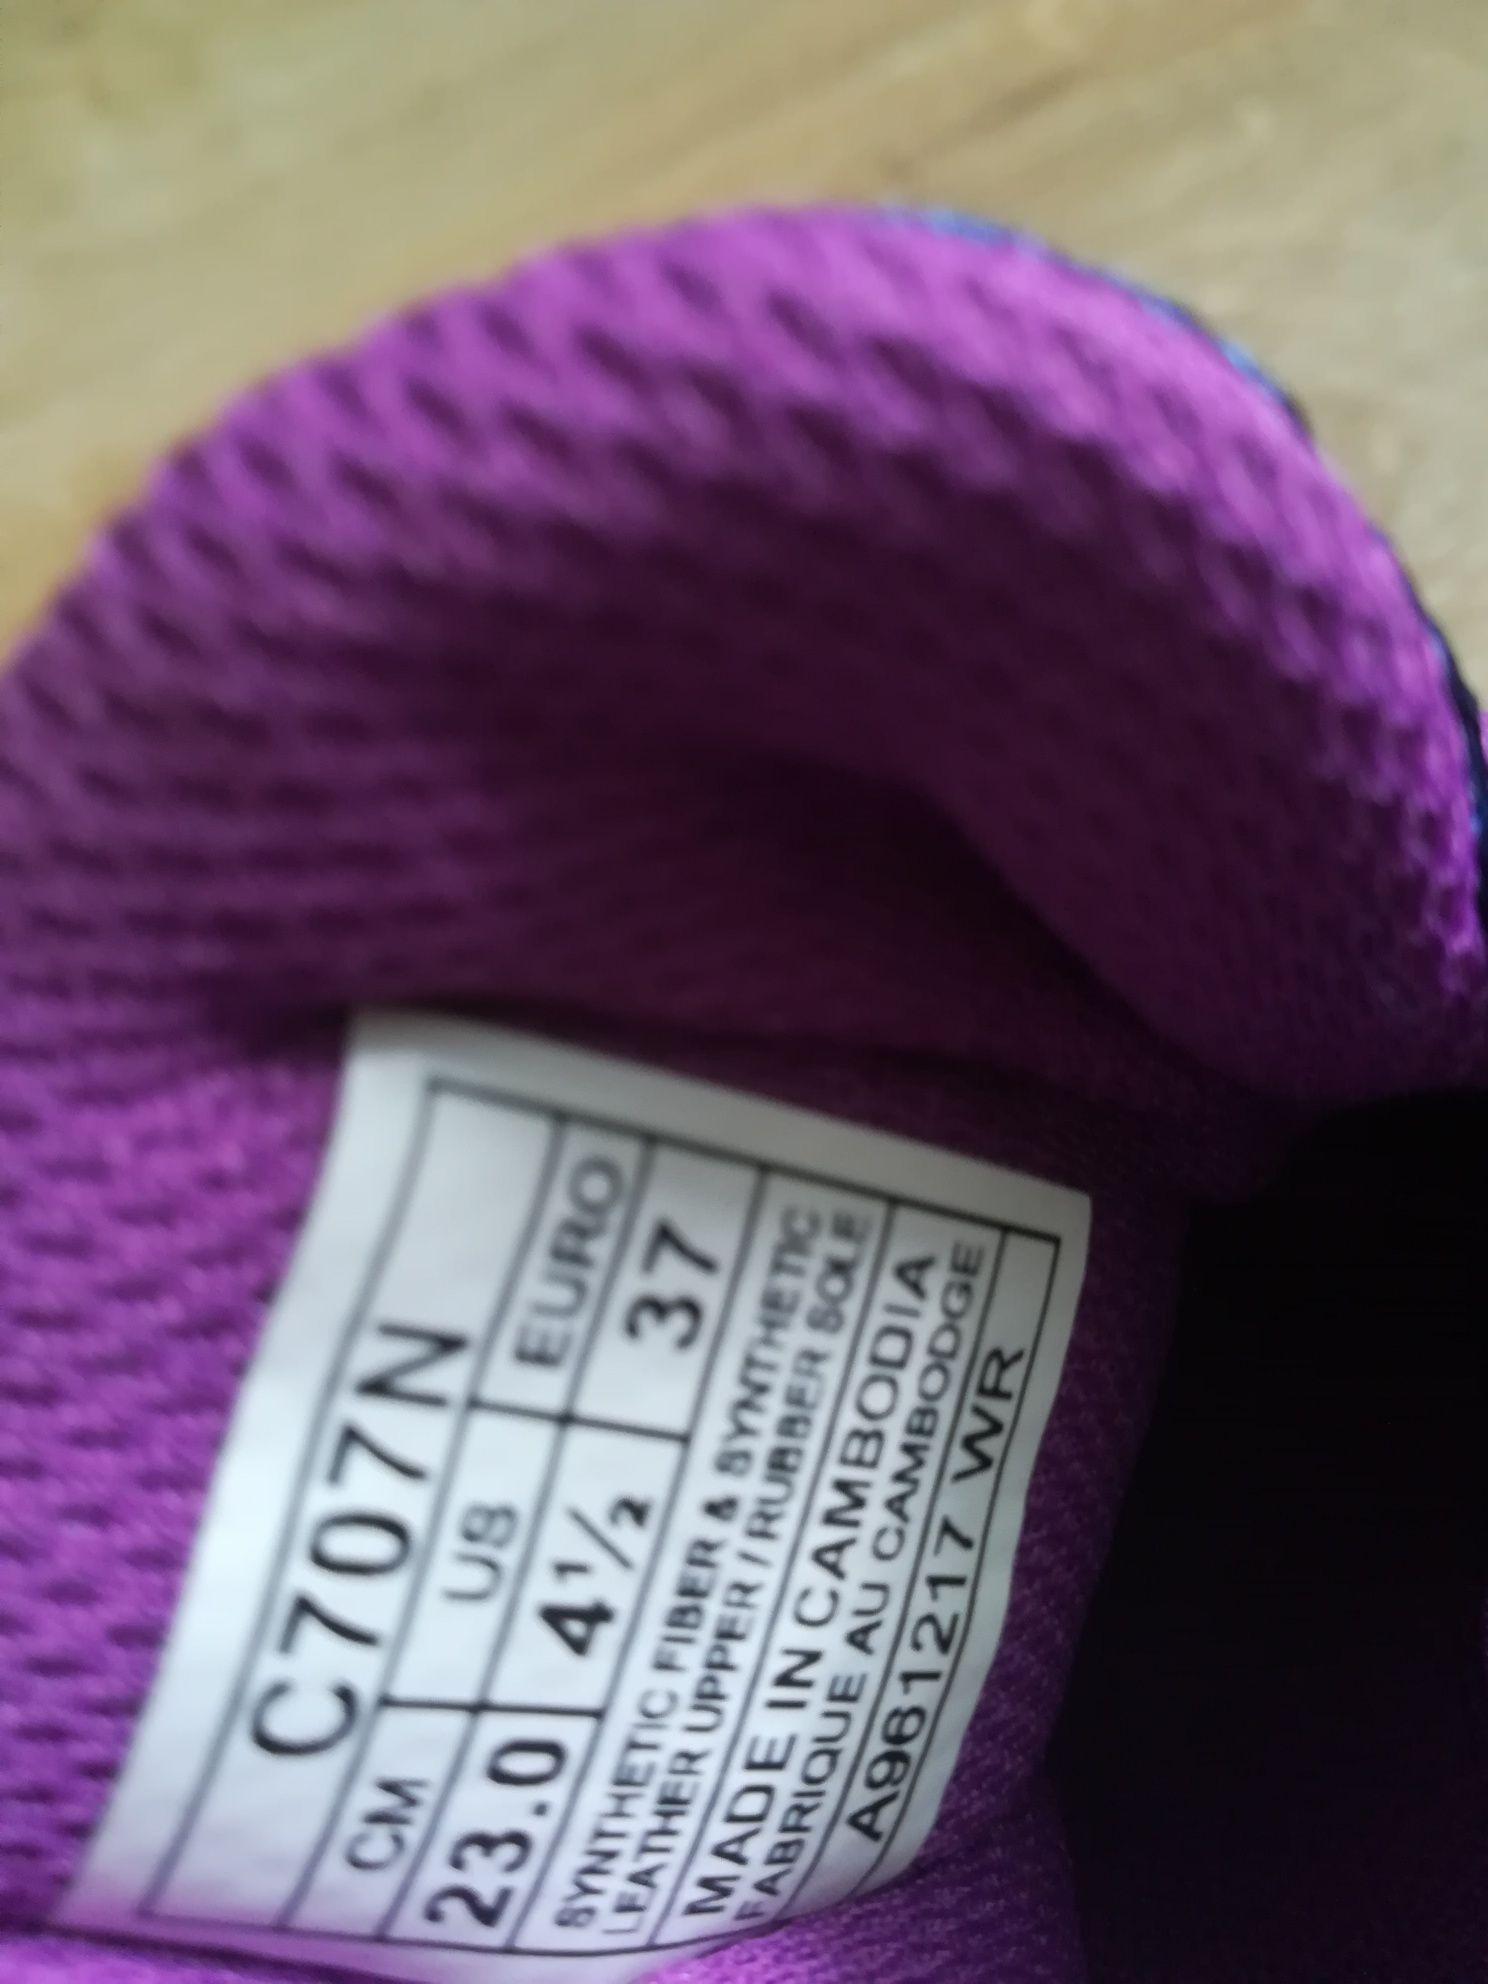 C707N
CM US EURO
23.0 4½ 37
SYNTHETIC FIBER & SYNTHETIC
LEATHER UPPER / RUBBER SOLE
MADE IN CAMBODIA
FABRIQUE AU CAMBODGE
A961217 WR